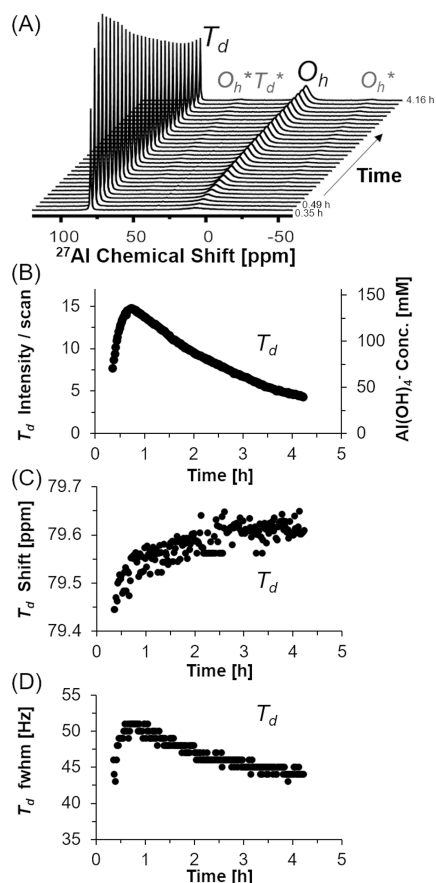 (A)
T_d
O_h*T_d*
O_h
O_h*
4.16 h
Time
0.49 h
0.35 h
100 50 0 -50
²⁷Al Chemical Shift [ppm]
(B)
T_d Intensity / scan
15
10
5
0
T_d
150
100
50
0
Al(OH)₄⁻ Conc. [mM]
0 1 2 3 4 5
Time [h]
(C)
T_d Shift [ppm]
79.7
79.6
79.5
79.4
T_d
0 1 2 3 4 5
Time [h]
(D)
T_d fwhm [Hz]
55
50
45
40
35
T_d
0 1 2 3 4 5
Time [h]